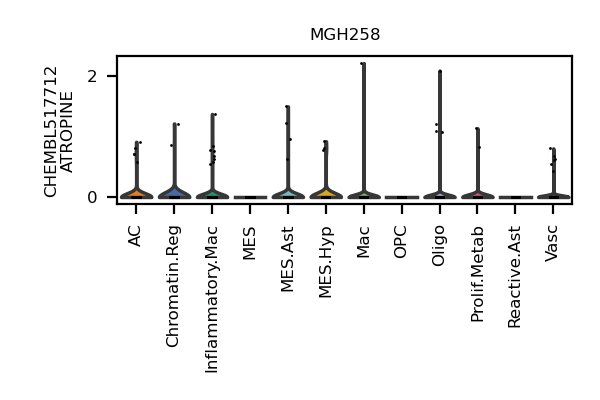 MGH258
CHEMBL517712
ATROPINE
2
0
AC
Chromatin.Reg
Inflammatory.Mac
MES
MES.Ast
MES.Hyp
Mac
OPC
Oligo
Prolif.Metab
Reactive.Ast
Vasc